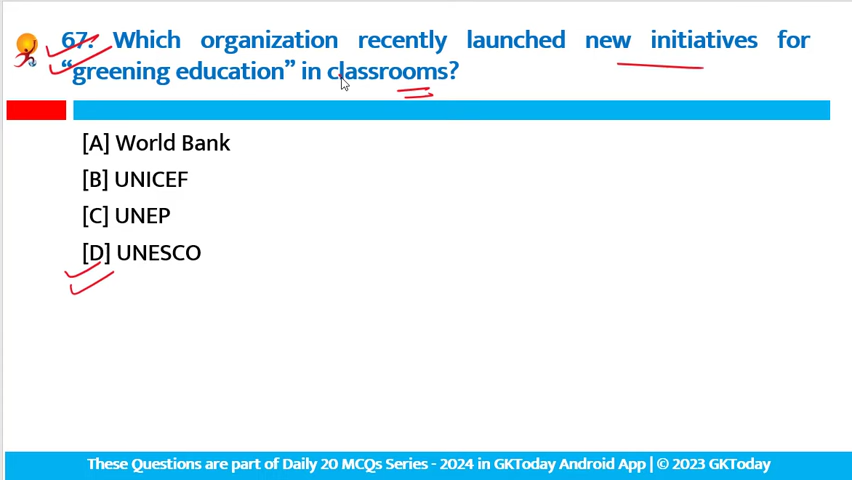 67. Which organization recently launched new initiatives for
“greening education” in classrooms?
[A] World Bank
[B] UNICEF
[C] UNEP
[D] UNESCO
These Questions are part of Daily 20 MCQs Series - 2024 in GKToday Android App | © 2023 GKToday